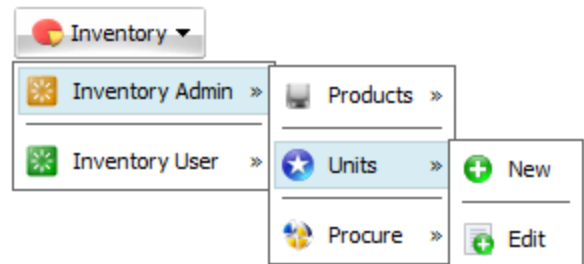 Inventory
Inventory Admin »
Inventory User »
Products »
Units »
Procure »
New
Edit